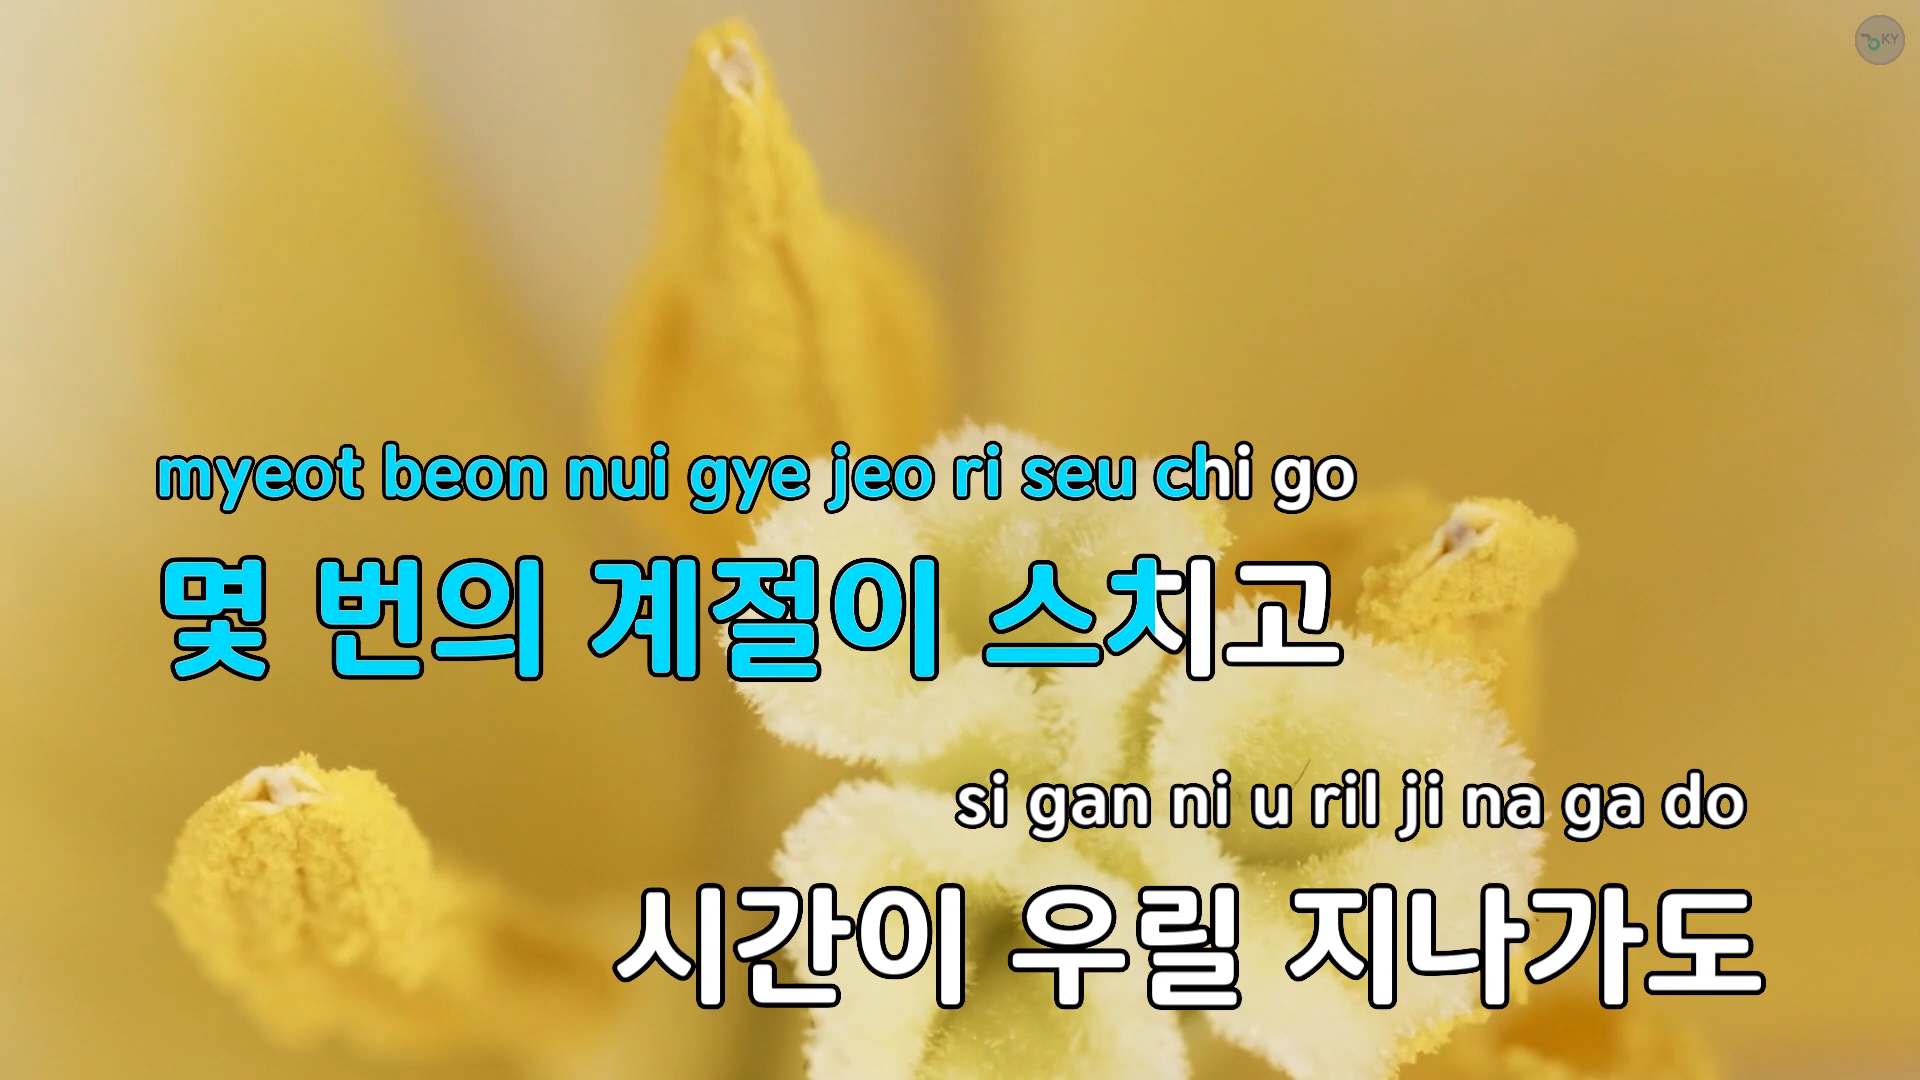 KY
myeot beon nui gye jeo ri seu chi go
몇 번의 계절이 스치고
si gan ni u ril ji na ga do
시간이 우릴 지나가도